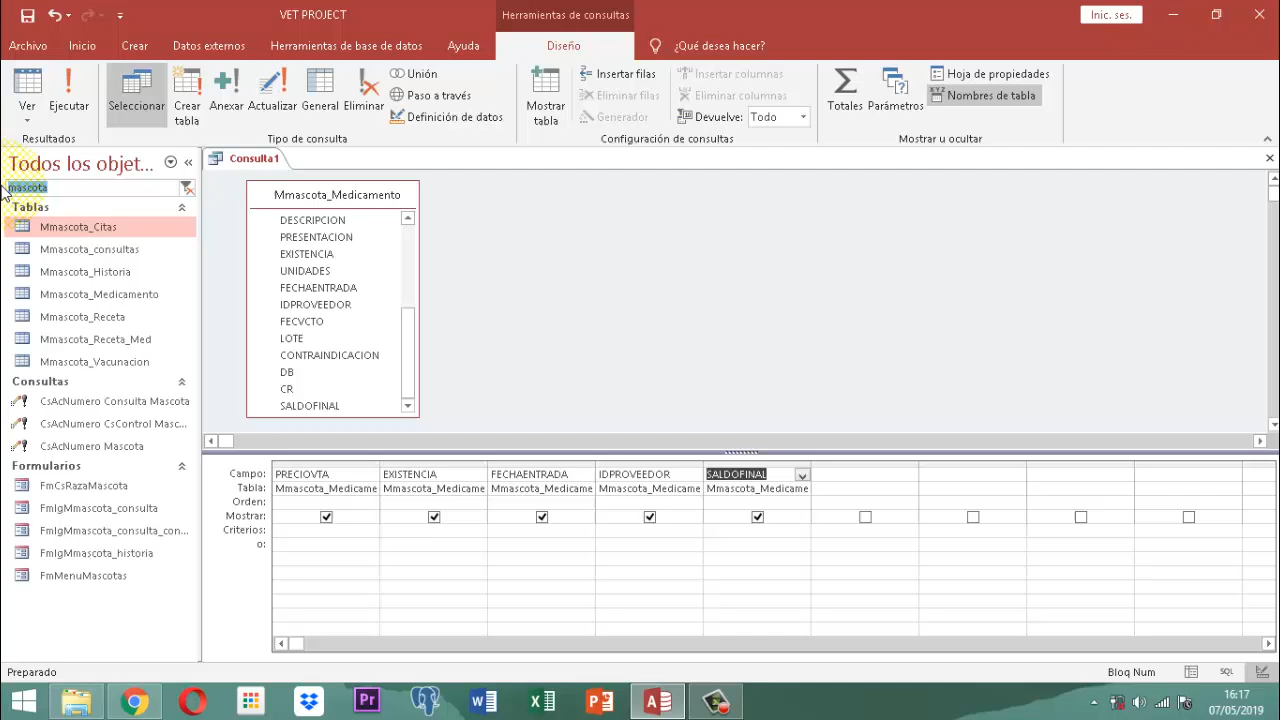 VET PROJECT
Herramientas de consultas
Inic. ses.
Archivo
Inicio
Crear
Datos externos
Herramientas de base de datos
Ayuda
Diseño
¿Qué desea hacer?
Ver
Ejecutar
Resultados
Seleccionar
Crear tabla
Anexar
Actualizar
General
Eliminar
Unión
Paso a través
Definición de datos
Tipo de consulta
Mostrar tabla
Insertar filas
Eliminar filas
Generador
Insertar columnas
Eliminar columnas
Devuelve: Todo
Configuración de consultas
Totales
Parámetros
Hoja de propiedades
Nombres de tabla
Mostrar u ocultar
Todos los objet...
mascota
Tablas
Mmascota_Citas
Mmascota_consultas
Mmascota_Historia
Mmascota_Medicamento
Mmascota_Receta
Mmascota_Receta_Med
Mmascota_Vacunacion
Consultas
CsAcNumero Consulta Mascota
CsAcNumero CsControl Masc...
CsAcNumero Mascota
Formularios
FmCsRazaMascota
FmIgMmascota_consulta
FmIgMmascota_consulta_con...
FmIgMmascota_historia
FmMenuMascotas
Consulta1
Mmascota_Medicamento
DESCRIPCION
PRESENTACION
EXISTENCIA
UNIDADES
FECHAENTRADA
IDPROVEEDOR
FECVCTO
LOTE
CONTRAINDICACION
DB
CR
SALDOFINAL
Campo: PRECIOVTA EXISTENCIA FECHAENTRADA IDPROVEEDOR SALDOFINAL
Tabla: Mmascota_Medicame Mmascota_Medicame Mmascota_Medicame Mmascota_Medicame Mmascota_Medicame
Orden:
Mostrar:
Criterios:
o:
Preparado
Bloq Num
SQL
Pr
16:17
07/05/2019